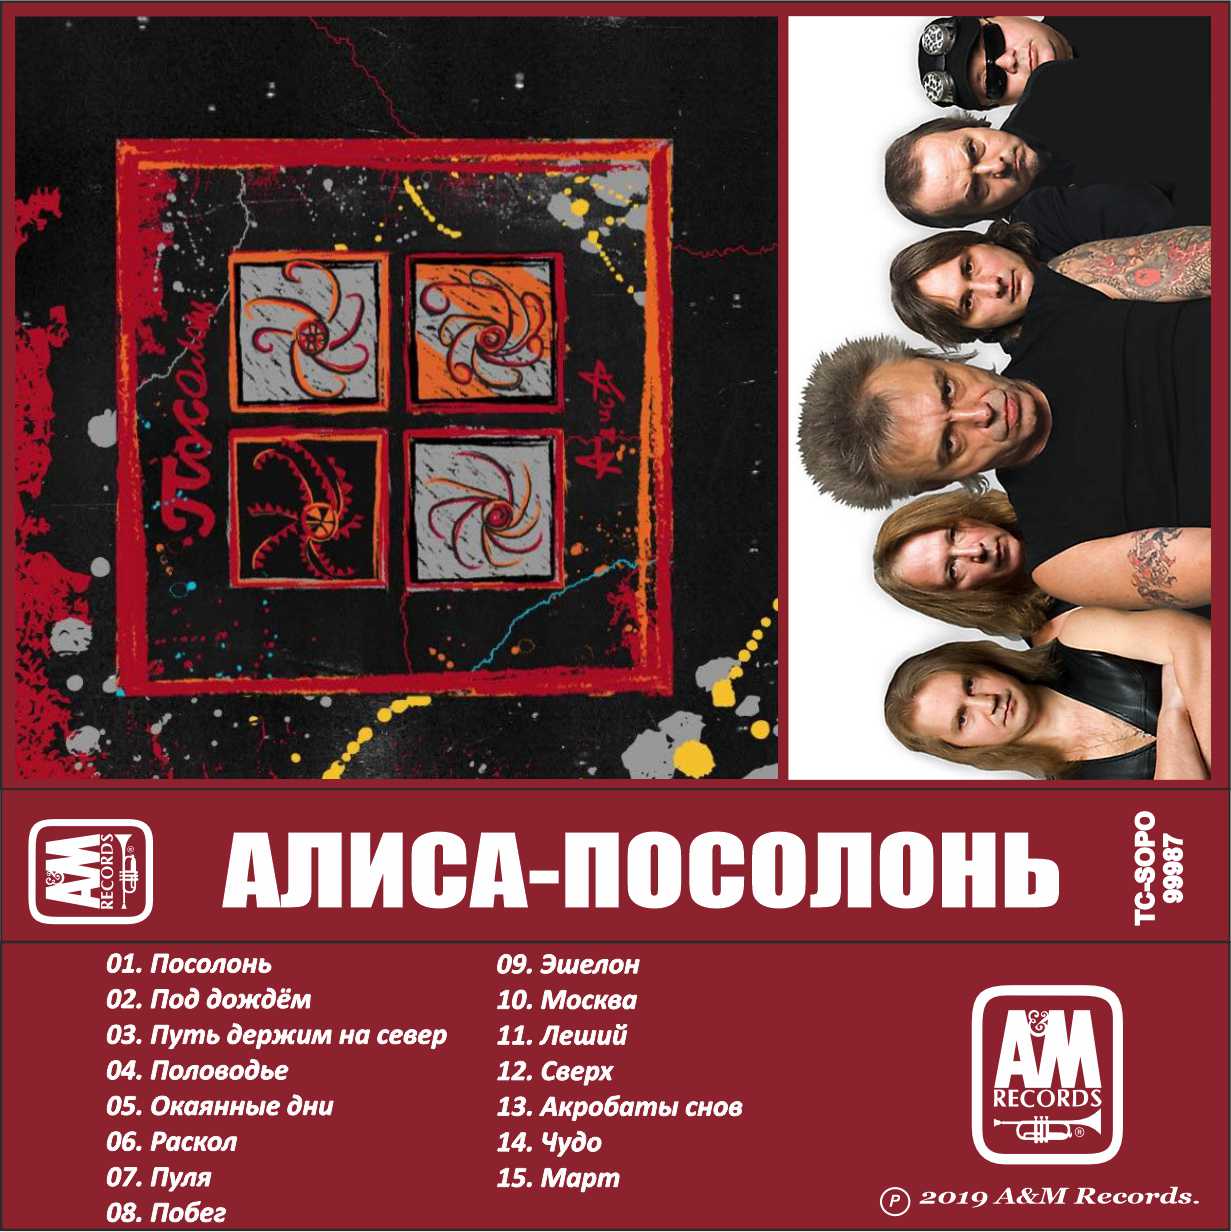 Посолонь
Алиса
A&M
RECORDS
®
АЛИСА-ПОСОЛОНЬ
TC-SOPO
99987
01. Посолонь
02. Под дождём
03. Путь держим на север
04. Половодье
05. Окаянные дни
06. Раскол
07. Пуля
08. Побег
09. Эшелон
10. Москва
11. Леший
12. Сверх
13. Акробаты снов
14. Чудо
15. Март
A&M
RECORDS
®
℗ 2019 A&M Records.